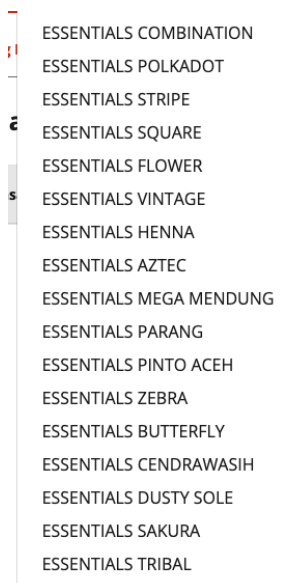 ESSENTIALS COMBINATION
ESSENTIALS POLKADOT
ESSENTIALS STRIPE
ESSENTIALS SQUARE
ESSENTIALS FLOWER
ESSENTIALS VINTAGE
ESSENTIALS HENNA
ESSENTIALS AZTEC
ESSENTIALS MEGA MENDUNG
ESSENTIALS PARANG
ESSENTIALS PINTO ACEH
ESSENTIALS ZEBRA
ESSENTIALS BUTTERFLY
ESSENTIALS CENDRAWASIH
ESSENTIALS DUSTY SOLE
ESSENTIALS SAKURA
ESSENTIALS TRIBAL